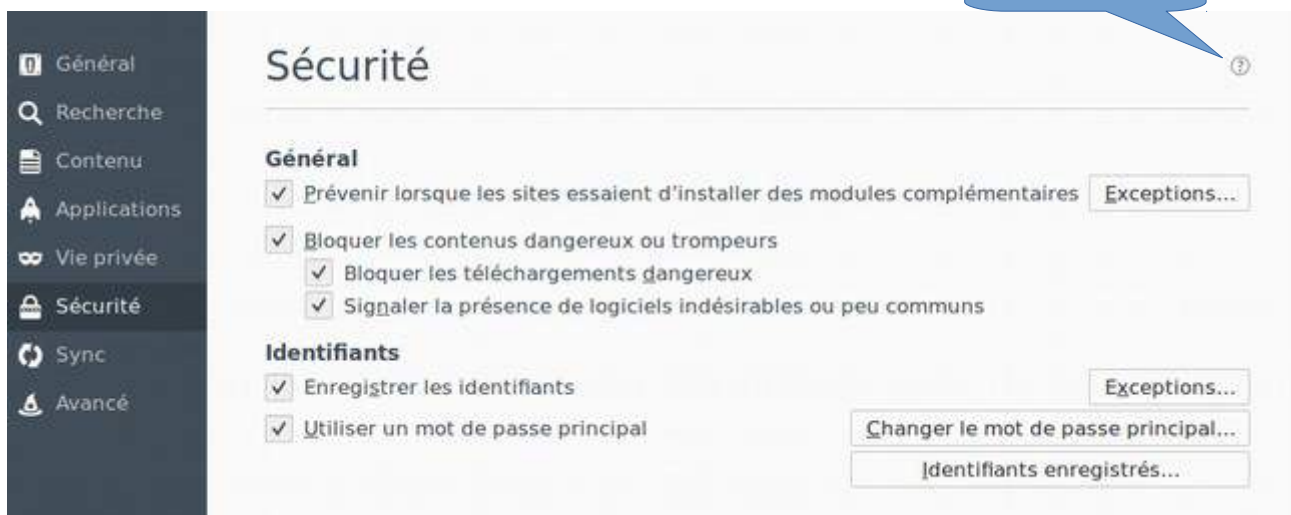 Général
Recherche
Contenu
Applications
Vie privée
Sécurité
Sync
Avancé
Sécurité
?
Général
Prévenir lorsque les sites essaient d'installer des modules complémentaires Exceptions...
Bloquer les contenus dangereux ou trompeurs
Bloquer les téléchargements dangereux
Signaler la présence de logiciels indésirables ou peu communs
Identifiants
Enregistrer les identifiants Exceptions...
Utiliser un mot de passe principal Changer le mot de passe principal...
Identifiants enregistrés...